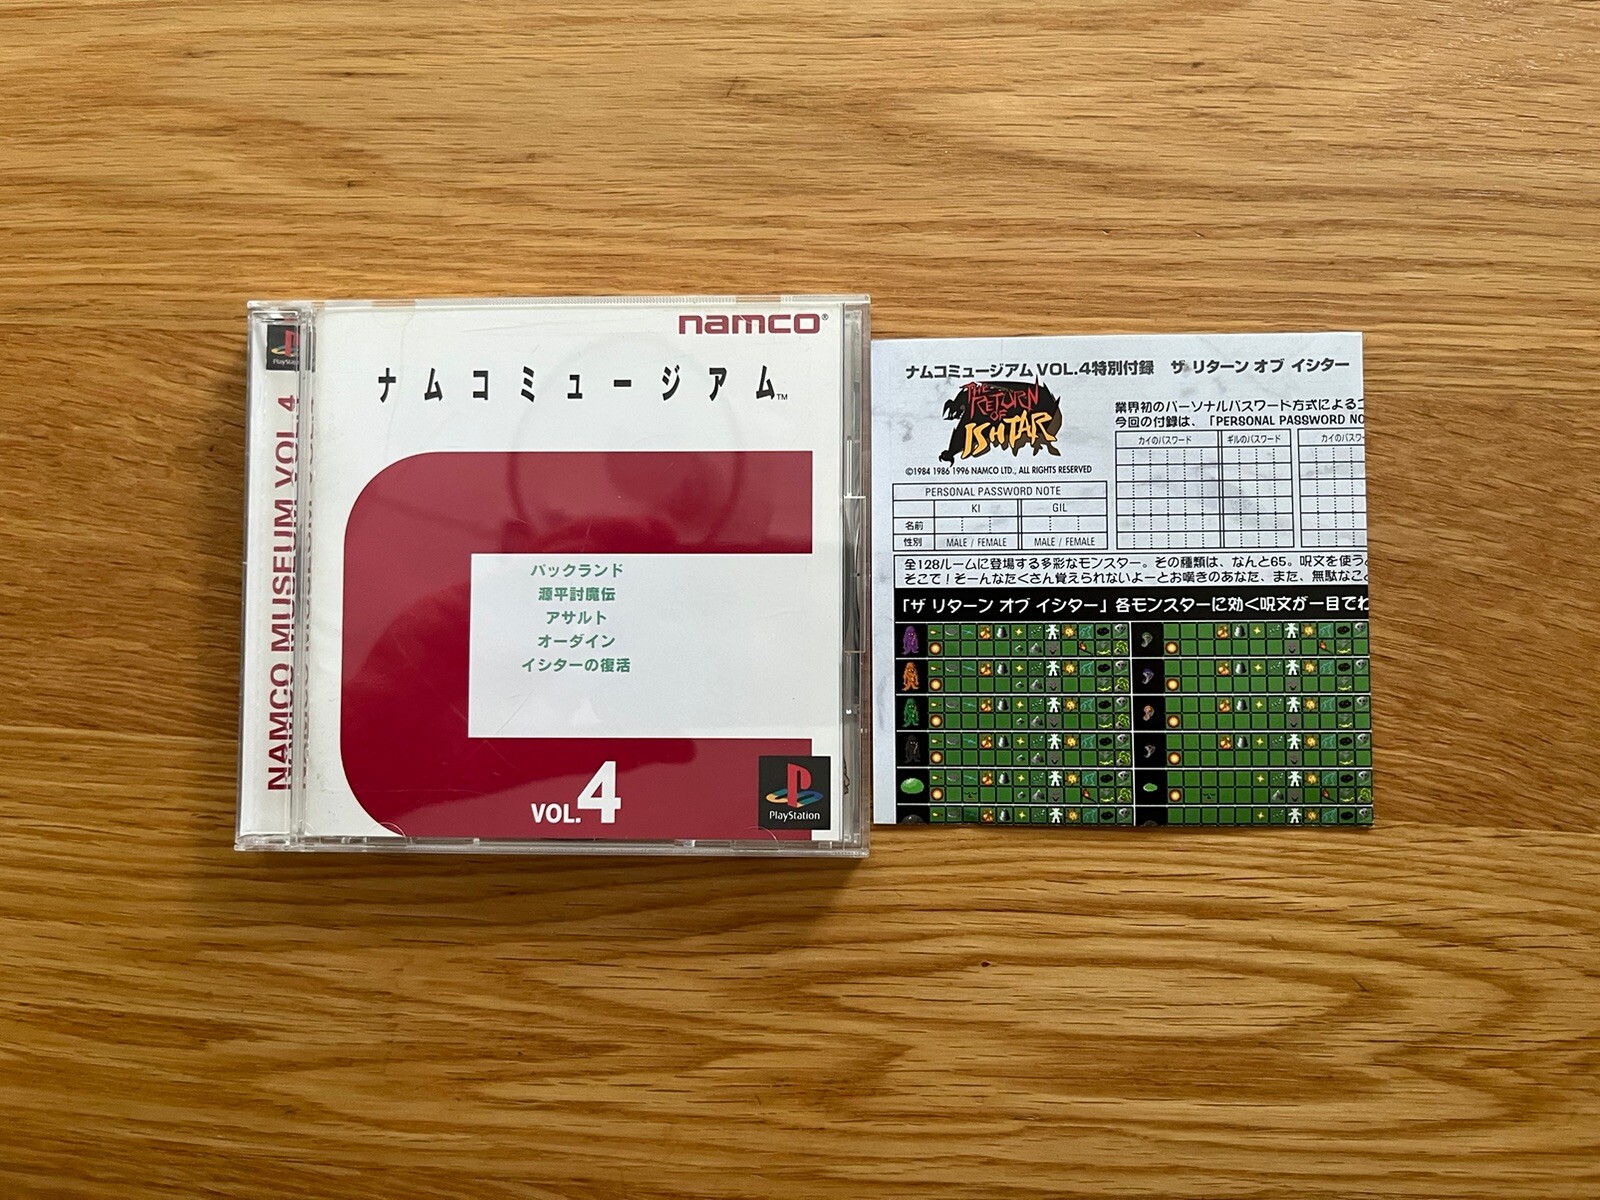 namco®
ナムコミュージアム™
パックランド
源平討魔伝
アサルト
オーダイン
イシターの復活
VOL.4
PlayStation
NAMCO MUSEUM VOL. 4
ナムコミュージアム VOL.4特別付録 ザ リターン オブ イシター
THE RETURN OF ISHTAR
©1984 1986 1996 NAMCO LTD., ALL RIGHTS RESERVED
業界初のパーソナルパスワード方式による
今回の付録は、「PERSONAL PASSWORD NO
カイのパスワード ギルのパスワード カイのパスワ
PERSONAL PASSWORD NOTE
KI GIL
名前
性別 MALE / FEMALE MALE / FEMALE
全128ルームに登場する多彩なモンスター。その種類は、なんと65。呪文を使う
そこで！そーんなたくさん覚えられないよーとお嘆きのあなた、また、無駄なこ
「ザ リターン オブ イシター」各モンスターに効く呪文が一目でわ